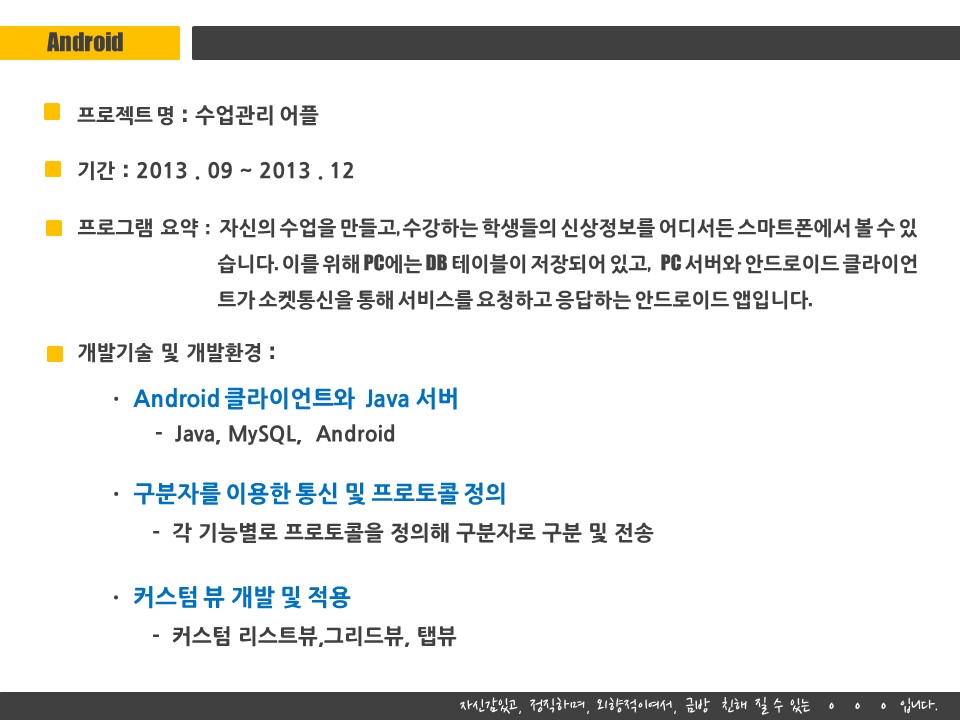 Android
프로젝트 명 : 수업관리 어플
기간 : 2013 . 09 ~ 2013 . 12
프로그램 요약 : 자신의 수업을 만들고, 수강하는 학생들의 신상정보를 어디서든 스마트폰에서 볼 수 있
습니다. 이를 위해 PC에는 DB 테이블이 저장되어 있고, PC 서버와 안드로이드 클라이언
트가 소켓통신을 통해 서비스를 요청하고 응답하는 안드로이드 앱입니다.
개발기술 및 개발환경 :
· Android 클라이언트와 Java 서버
- Java, MySQL, Android
· 구분자를 이용한 통신 및 프로토콜 정의
- 각 기능별로 프로토콜을 정의해 구분자로 구분 및 전송
· 커스텀 뷰 개발 및 적용
- 커스텀 리스트뷰,그리드뷰, 탭뷰
자신감있고, 정직하며, 외향적이여서, 금방 친해 질 수 있는 ㅇ ㅇ ㅇ 입니다.